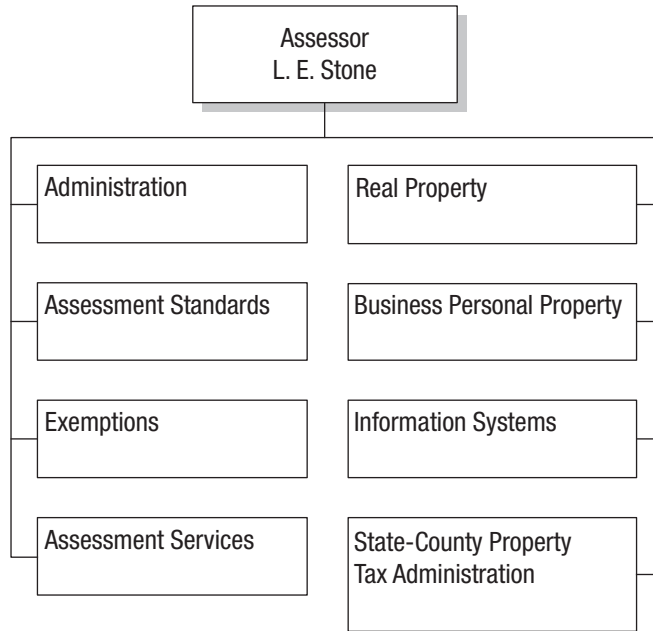 Assessor
L. E. Stone
Administration
Real Property
Assessment Standards
Business Personal Property
Exemptions
Information Systems
Assessment Services
State-County Property
Tax Administration